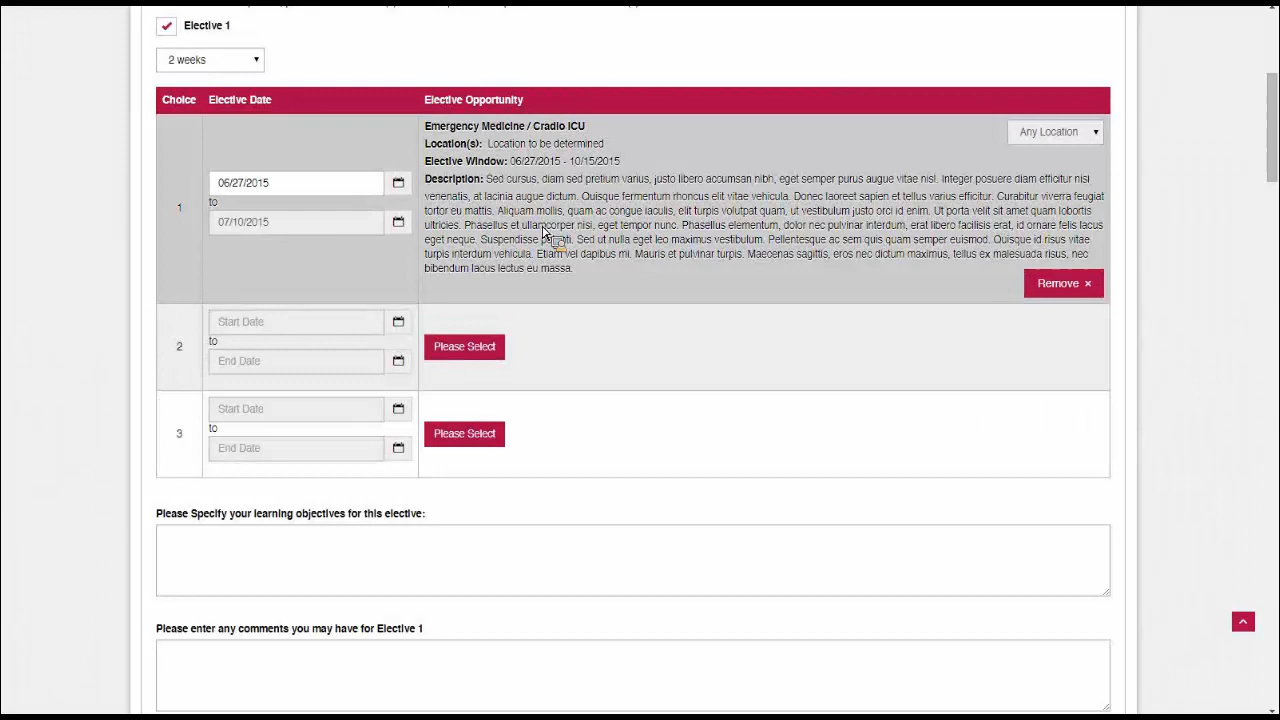 Elective 1
2 weeks
Choice Elective Date Elective Opportunity
1
06/27/2015
to
07/10/2015
Emergency Medicine / Cradio ICU
Any Location
Location(s): Location to be determined
Elective Window: 06/27/2015 - 10/15/2015
Description: Sed cursus, diam sed pretium varius, justo libero accumsan nibh, eget semper purus augue vitae nisl. Integer posuere diam efficitur nisi
venenatis, at lacinia augue dictum. Quisque fermentum rhoncus elit vitae vehicula. Donec laoreet sapien et tellus varius efficitur. Curabitur viverra feugiat
tortor eu mattis. Aliquam mollis, quam ac congue iaculis, elit turpis volutpat quam, ut vestibulum justo orci id enim. Ut porta velit sit amet quam lobortis
ultricies. Phasellus et ullamcorper nisi, eget tempor nunc. Phasellus elementum, dolor nec pulvinar interdum, erat libero facilisis erat, id ornare felis lacus
eget neque. Suspendisse potenti. Sed ut nulla eget leo maximus vestibulum. Pellentesque ac sem quis quam semper euismod. Quisque id risus vitae
turpis interdum vehicula. Etiam vel dapibus mi. Mauris et pulvinar turpis. Maecenas sagittis, eros nec dictum maximus, tellus ex malesuada risus, nec
bibendum lacus lectus eu massa.
Remove ×
2
Start Date
to
End Date
Please Select
3
Start Date
to
End Date
Please Select
Please Specify your learning objectives for this elective:
Please enter any comments you may have for Elective 1